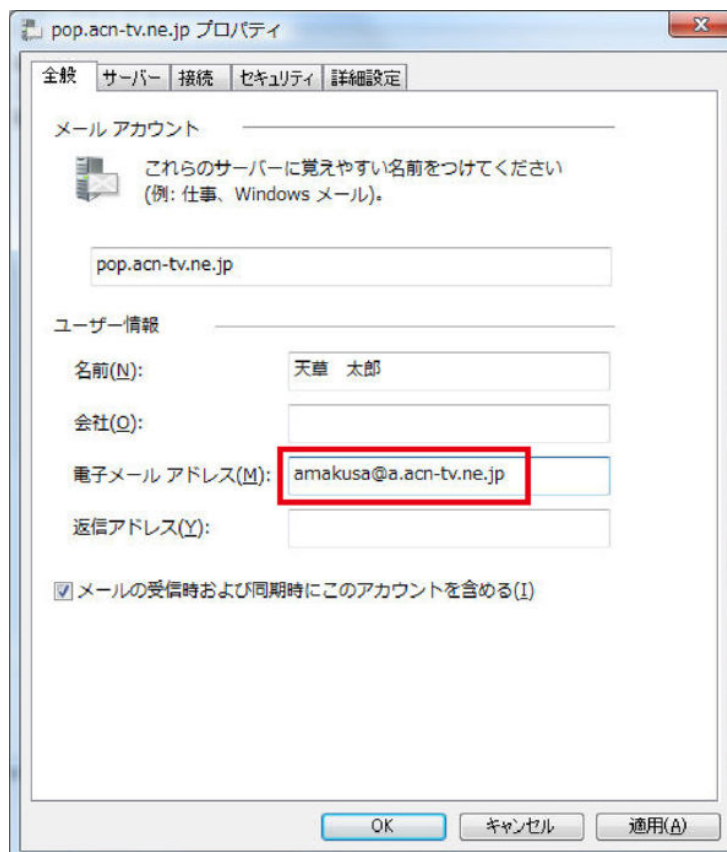 pop.acn-tv.ne.jp プロパティ
全般 サーバー 接続 セキュリティ 詳細設定
メール アカウント
これらのサーバーに覚えやすい名前をつけてください
(例: 仕事、Windows メール)。
pop.acn-tv.ne.jp
ユーザー情報
名前(N): 天草 太郎
会社(O):
電子メール アドレス(M): amakusa@a.acn-tv.ne.jp
返信アドレス(Y):
メールの受信時および同期時にこのアカウントを含める(I)
OK キャンセル 適用(A)